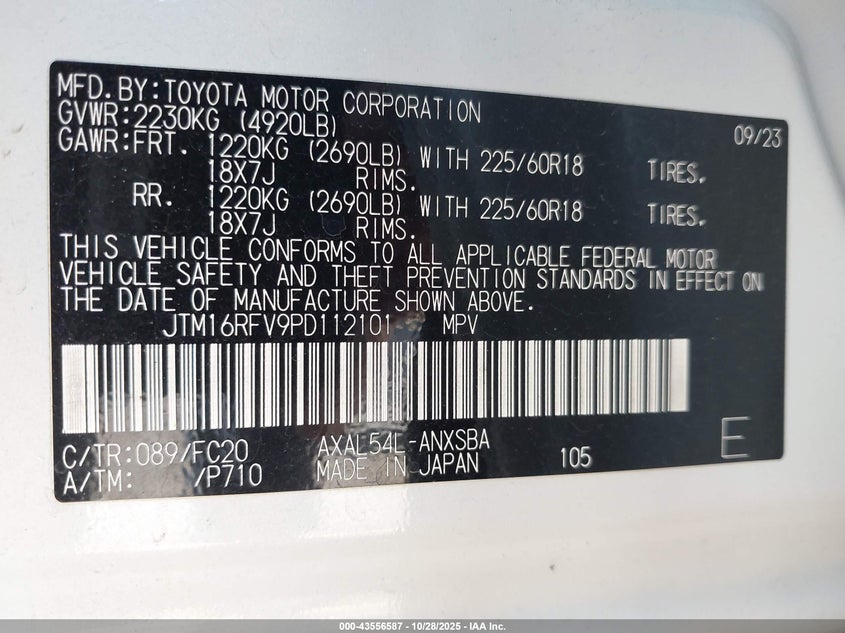 MFD.BY:TOYOTA MOTOR CORPORATION 09/23
GVWR:2230KG (4920LB)
GAWR:FRT. 1220KG (2690LB) WITH 225/60R18 TIRES.
18X7J RIMS.
RR. 1220KG (2690LB) WITH 225/60R18 TIRES.
18X7J RIMS.
THIS VEHICLE CONFORMS TO ALL APPLICABLE FEDERAL MOTOR
VEHICLE SAFETY AND THEFT PREVENTION STANDARDS IN EFFECT ON
THE DATE OF MANUFACTURE SHOWN ABOVE.
JTM16RFV9PD112101 MPV
C/TR:089/FC20 AXAL54L-ANXSBA
A/TM: /P710 MADE IN JAPAN 105 E
000-43556587 - 10/28/2025 - IAA Inc.